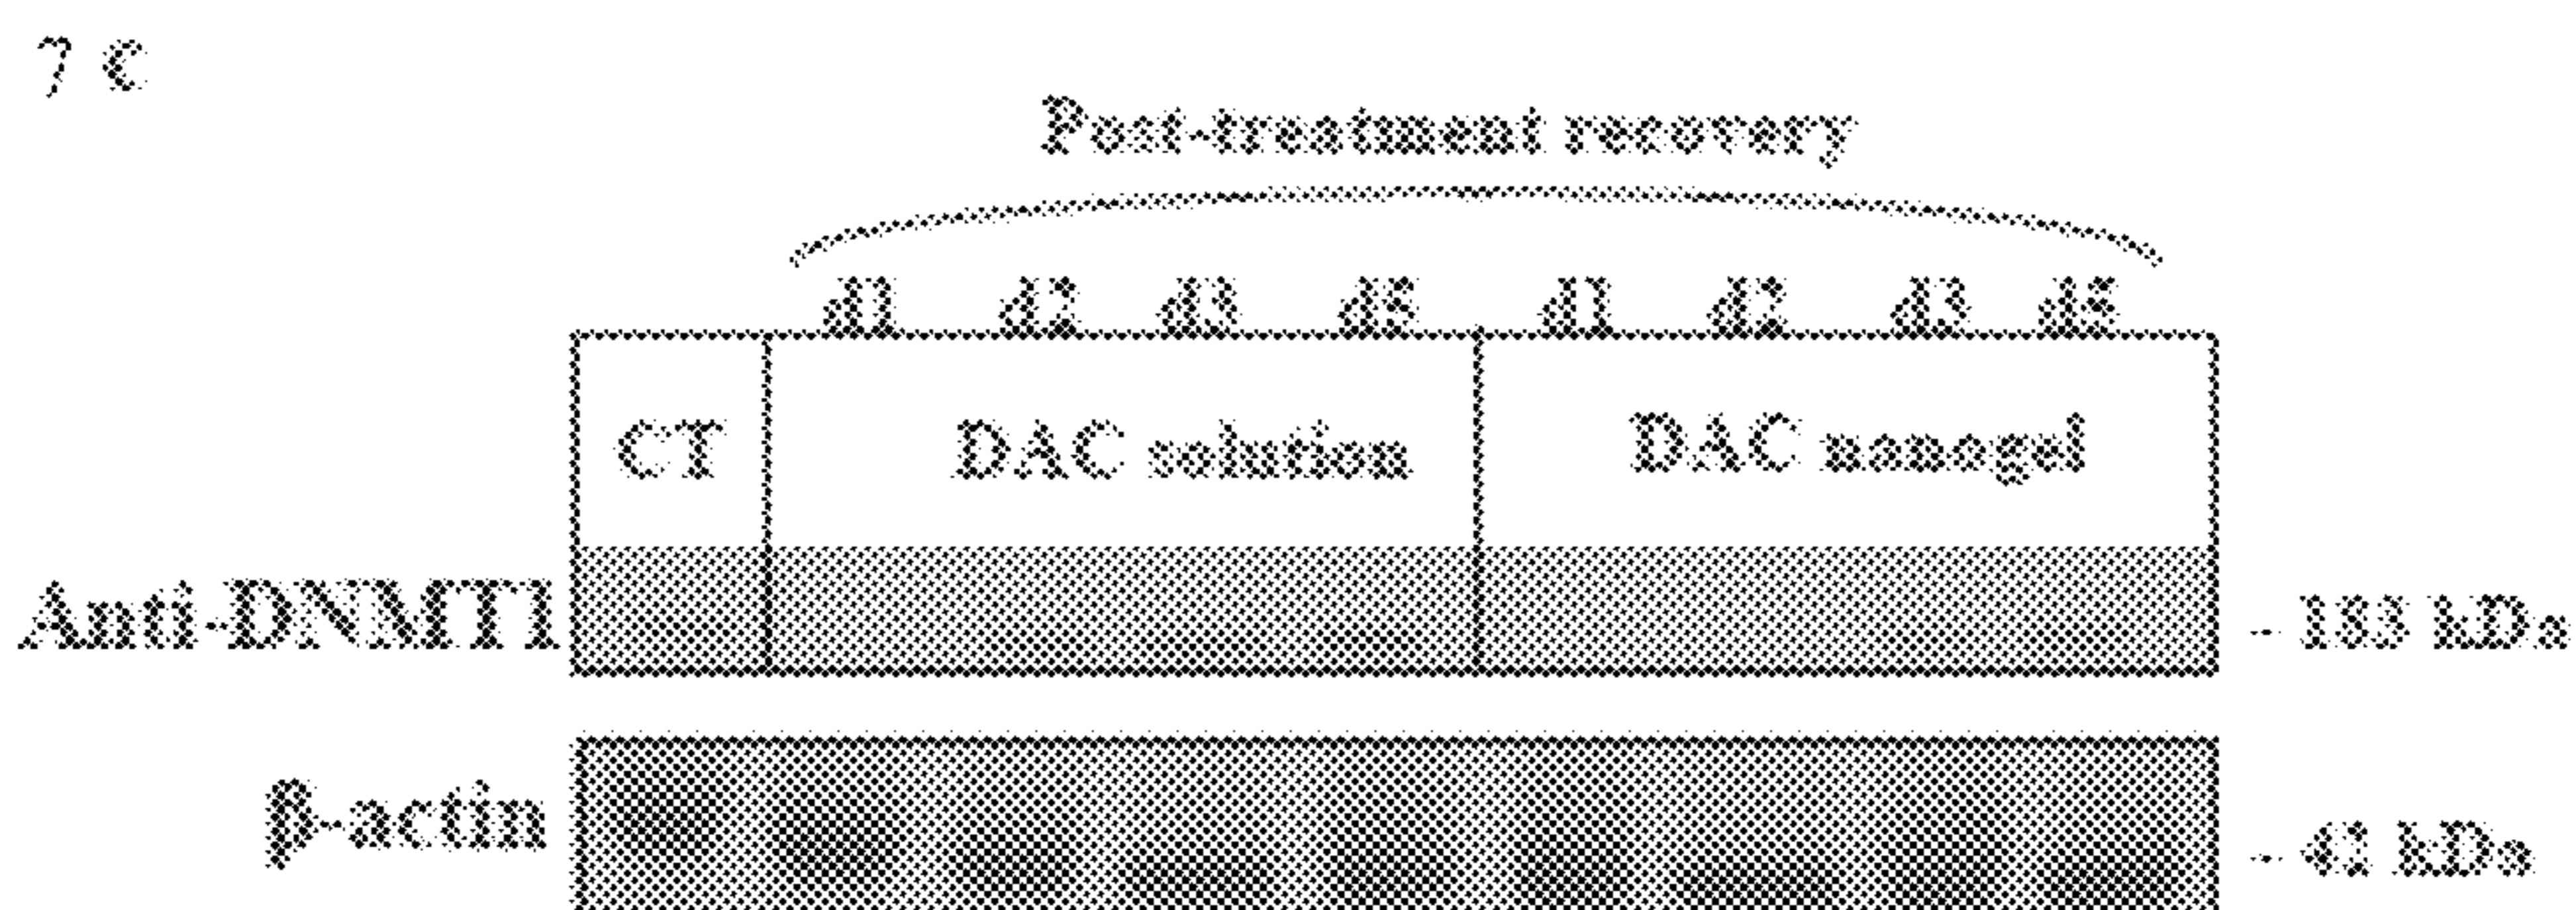 7 C
Post-treatment recovery
d1 d2 d3 d5 d1 d2 d3 d5
CT DAC solution DAC nanogel
Anti-DNMT1 - 183 kDa
β-actin - 42 kDa